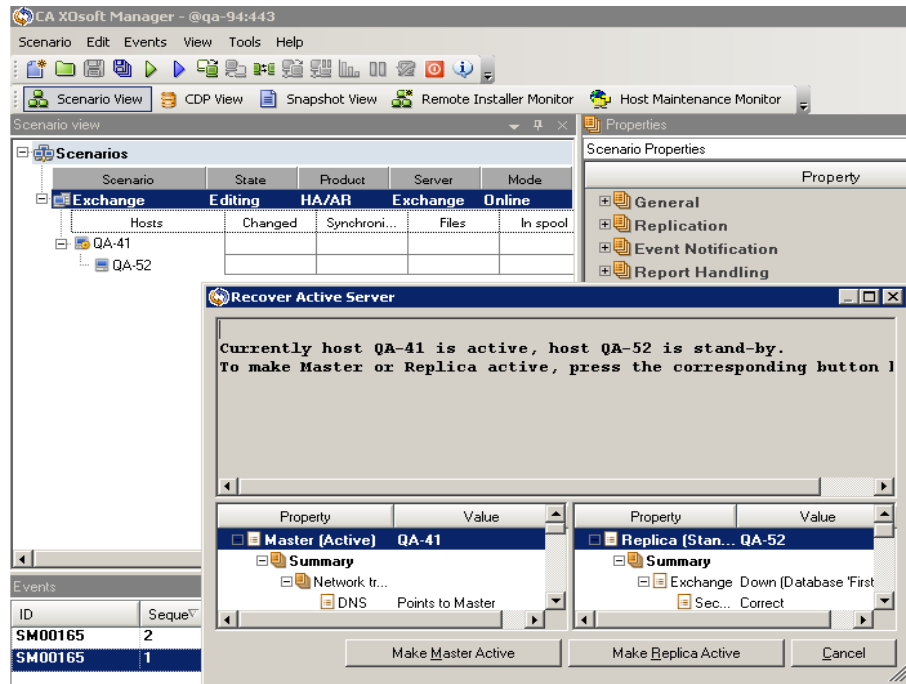 CA XOsoft Manager - @qa-94:443
Scenario Edit Events View Tools Help
Scenario View CDP View Snapshot View Remote Installer Monitor Host Maintenance Monitor
Scenario view
Properties
Scenarios
Scenario Properties
Scenario State Product Server Mode
Property
Exchange Editing HA/AR Exchange Online
General
Hosts Changed Synchroni... Files In spool
Replication
QA-41
Event Notification
QA-52
Report Handling
Recover Active Server
Currently host QA-41 is active, host QA-52 is stand-by.
To make Master or Replica active, press the corresponding button
Property Value
Property Value
Master (Active) QA-41
Replica (Stan... QA-52
Summary
Summary
Network tr...
Exchange Down (Database 'First
DNS Points to Master
Sec... Correct
Events
ID Seque
SM00165 2
SM00165 1
Make Master Active Make Replica Active Cancel